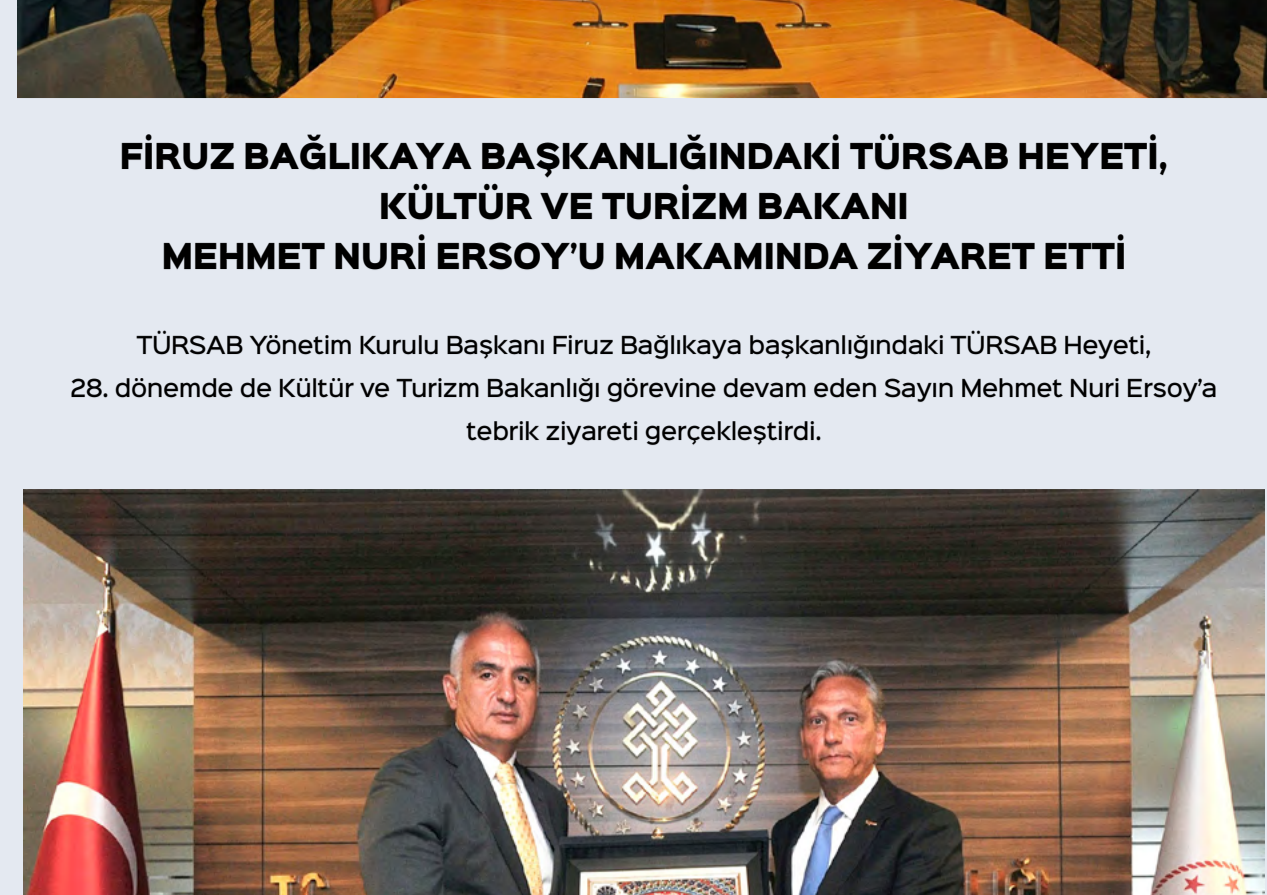 FİRUZ BAĞLIKAYA BAŞKANLIĞINDAKİ TÜRSAB HEYETİ,
KÜLTÜR VE TURİZM BAKANI
MEHMET NURİ ERSOY’U MAKAMINDA ZİYARET ETTİ
TÜRSAB Yönetim Kurulu Başkanı Firuz Bağlıkaya başkanlığındaki TÜRSAB Heyeti,
28. dönemde de Kültür ve Turizm Bakanlığı görevine devam eden Sayın Mehmet Nuri Ersoy’a
tebrik ziyareti gerçekleştirdi.
T.C.